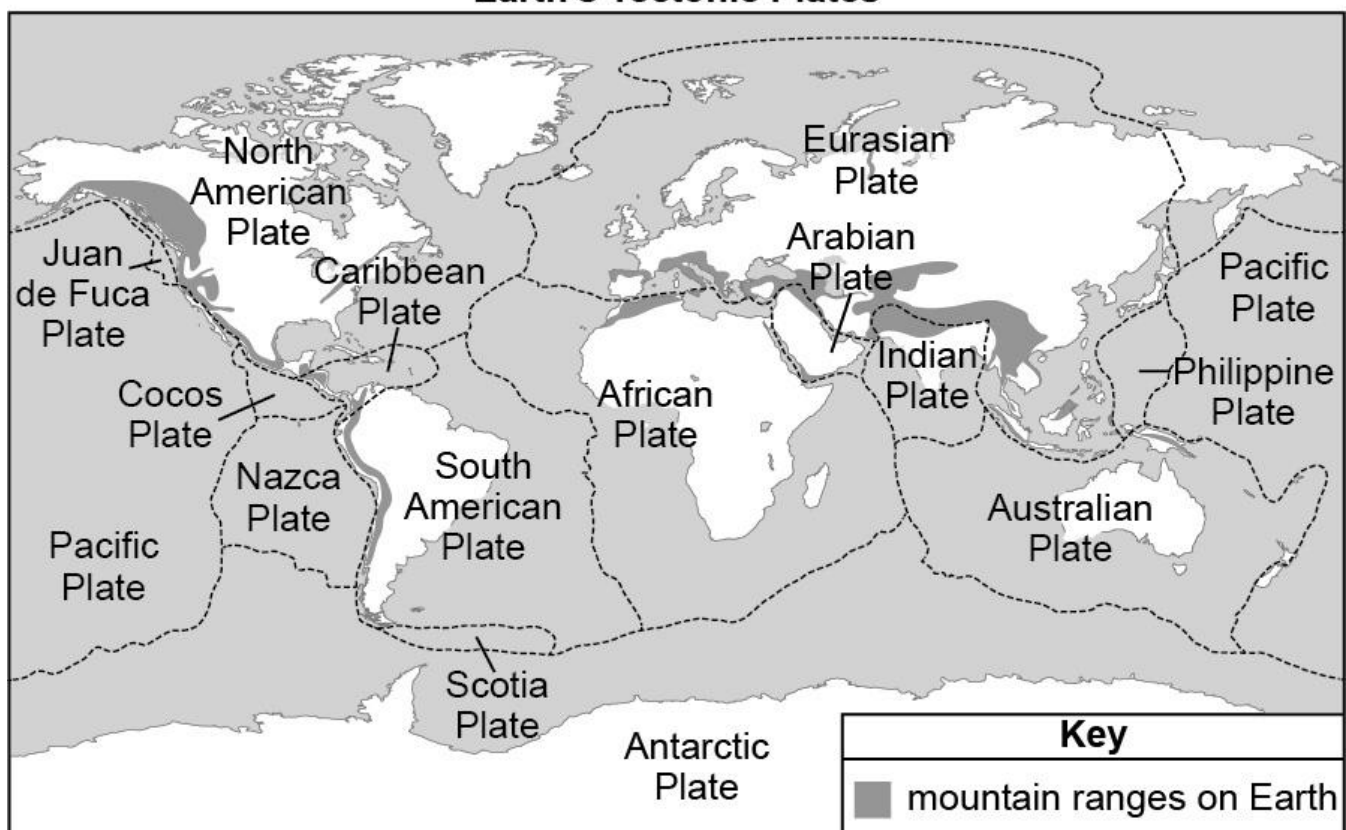 Earth's Tectonic Plates
North
American
Plate
Eurasian
Plate
Juan
de Fuca
Plate
Caribbean
Plate
Arabian
Plate
Pacific
Plate
Cocos
Plate
African
Plate
Indian
Plate
Philippine
Plate
Nazca
Plate
South
American
Plate
Australian
Plate
Pacific
Plate
Scotia
Plate
Antarctic
Plate
Key
mountain ranges on Earth